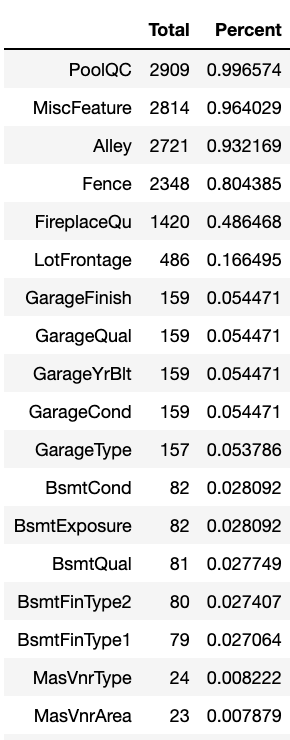 Total Percent
PoolQC 2909 0.996574
MiscFeature 2814 0.964029
Alley 2721 0.932169
Fence 2348 0.804385
FireplaceQu 1420 0.486468
LotFrontage 486 0.166495
GarageFinish 159 0.054471
GarageQual 159 0.054471
GarageYrBlt 159 0.054471
GarageCond 159 0.054471
GarageType 157 0.053786
BsmtCond 82 0.028092
BsmtExposure 82 0.028092
BsmtQual 81 0.027749
BsmtFinType2 80 0.027407
BsmtFinType1 79 0.027064
MasVnrType 24 0.008222
MasVnrArea 23 0.007879